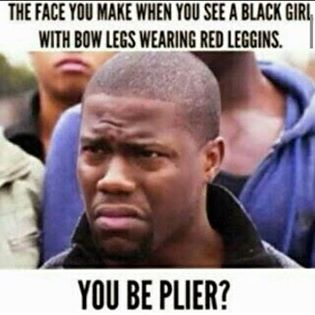 THE FACE YOU MAKE WHEN YOU SEE A BLACK GIRL
WITH BOW LEGS WEARING RED LEGGINS.
YOU BE PLIER?